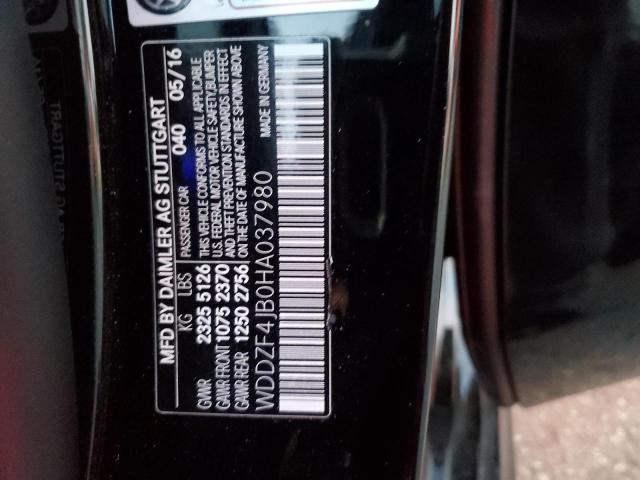 MFD BY DAIMLER AG STUTTGART
KG LBS PASSENGER CAR 040 05/16
GVWR 2325 5126 THIS VEHICLE CONFORMS TO ALL APPLICABLE
GAWR FRONT 1075 2370 U.S. FEDERAL MOTOR VEHICLE SAFETY,BUMPER
AND THEFT PREVENTION STANDARDS IN EFFECT
GAWR REAR 1250 2756 ON THE DATE OF MANUFACTURE SHOWN ABOVE
WDDZF4JB0HA037980 MADE IN GERMANY